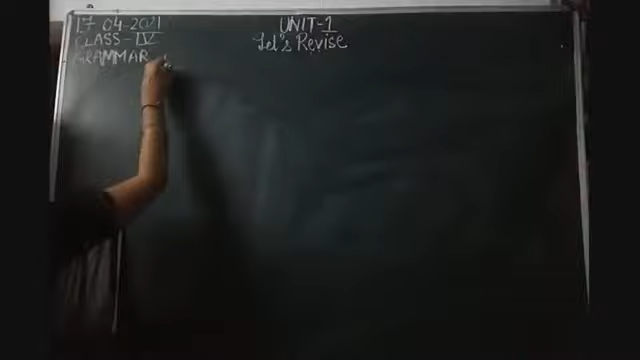 17-04-2021
CLASS-IV
GRAMMAR
UNIT-1
Let's Revise